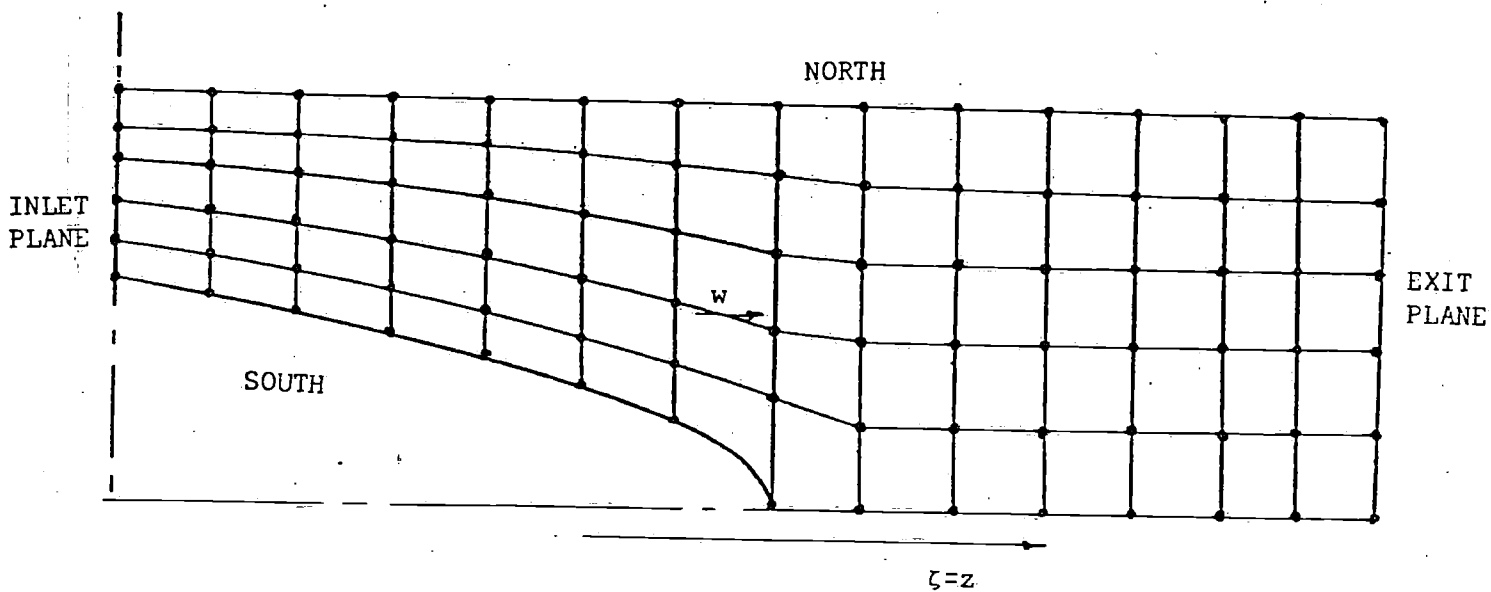 NORTH
INLET
PLANE
W
EXIT
PLANE
SOUTH
ζ=z